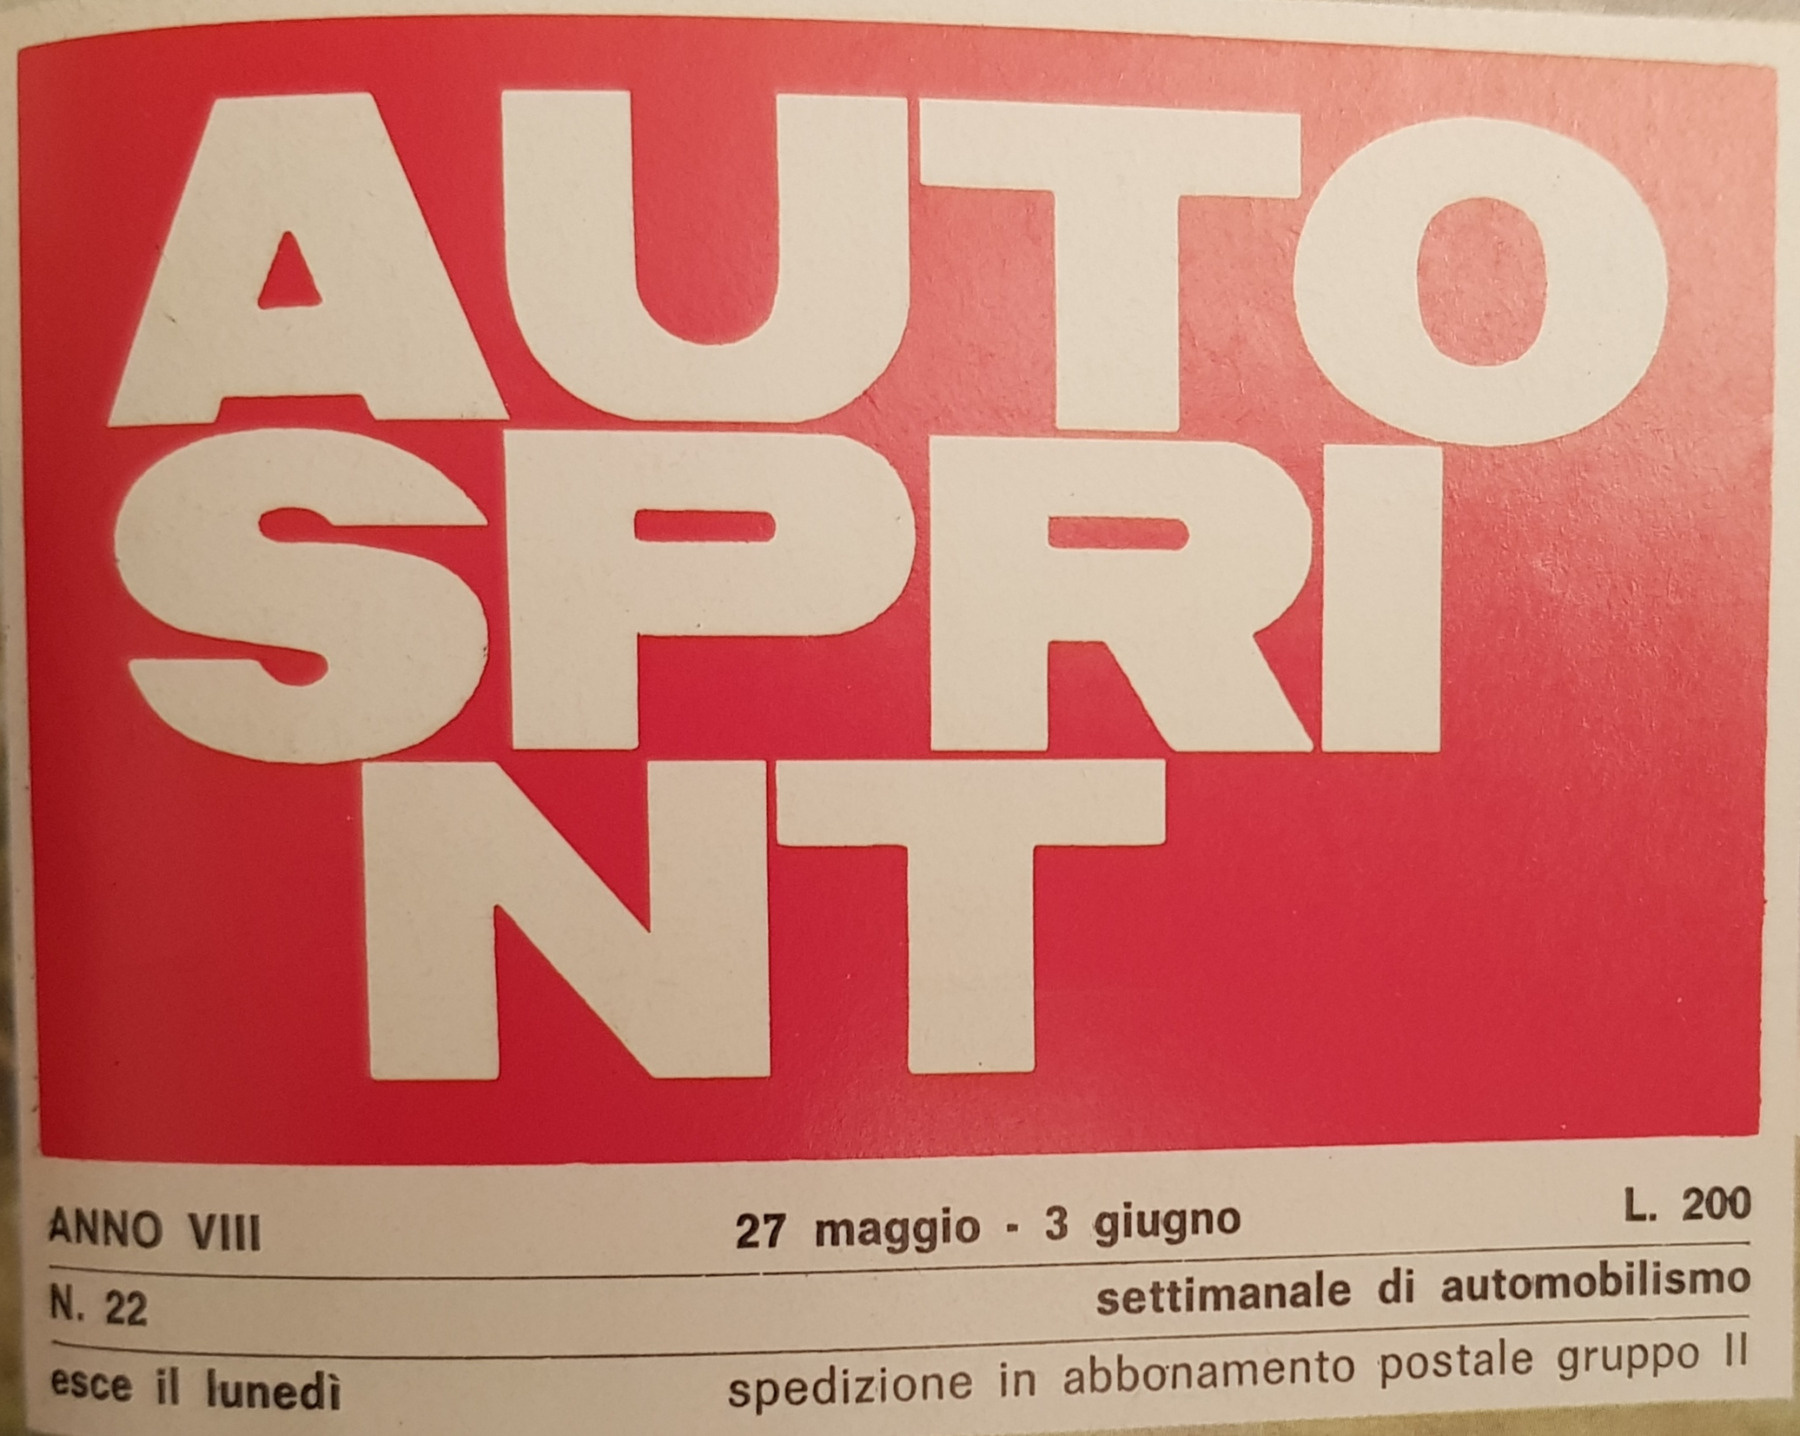 AUTO
SPRI
NT
ANNO VIII 27 maggio - 3 giugno L. 200
N. 22 settimanale di automobilismo
esce il lunedì spedizione in abbonamento postale gruppo II